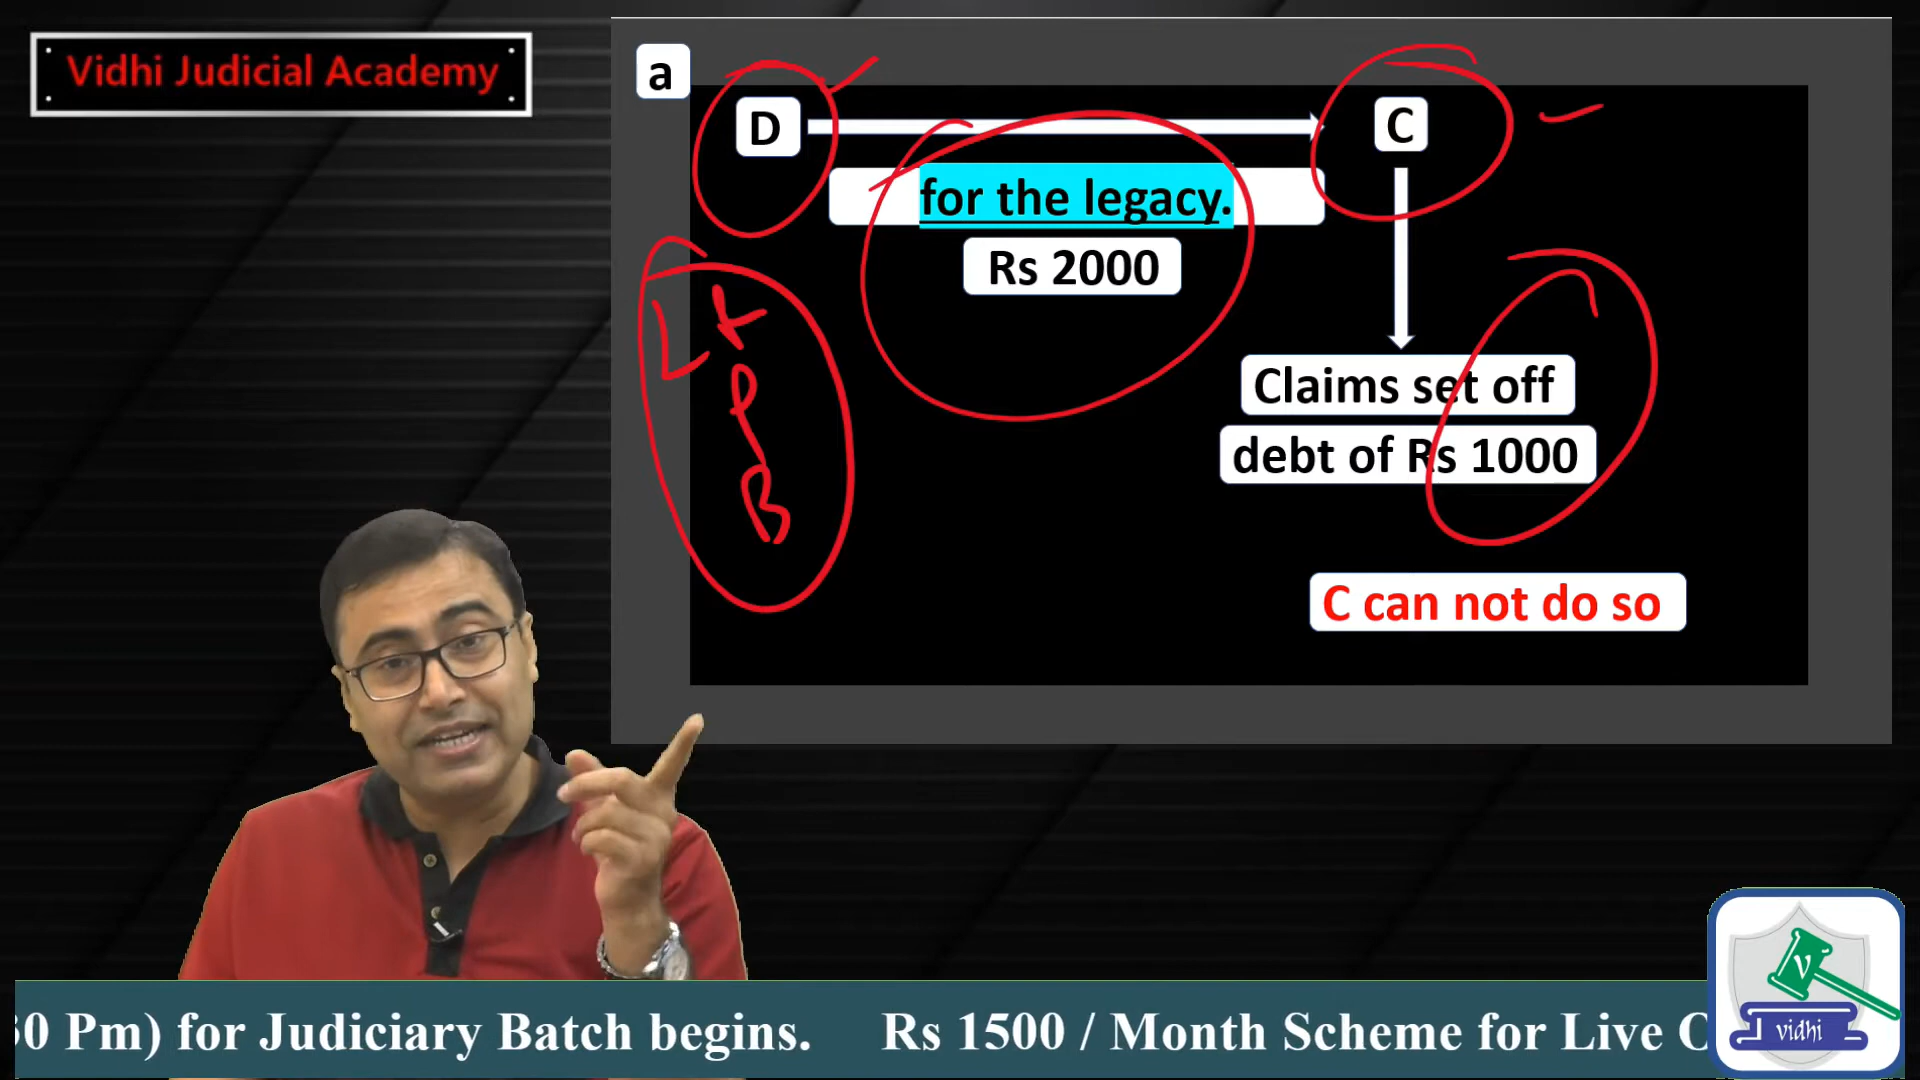 Vidhi Judicial Academy
a
D
C
for the legacy.
Rs 2000
Claims set off
debt of Rs 1000
C can not do so
30 Pm) for Judiciary Batch begins. Rs 1500 / Month Scheme for Live C
V
vidhi